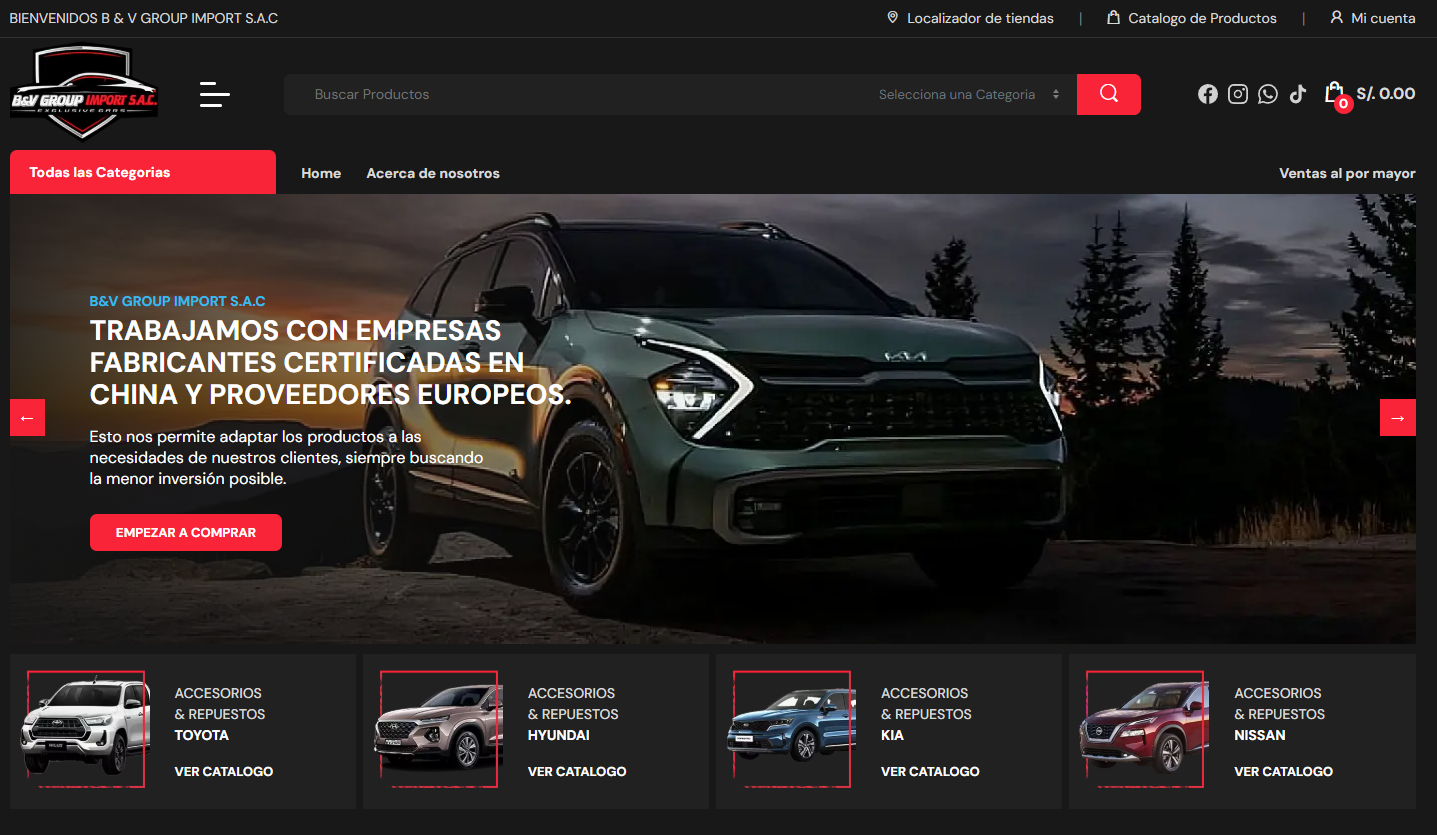 BIENVENIDOS B & V GROUP IMPORT S.A.C
Localizador de tiendas
Catalogo de Productos
Mi cuenta
B&V GROUP IMPORT S.A.C.
EXCLUSIVE CARS
Buscar Productos
Selecciona una Categoria
0
S/. 0.00
Todas las Categorias
Home
Acerca de nosotros
Ventas al por mayor
B&V GROUP IMPORT S.A.C
TRABAJAMOS CON EMPRESAS
FABRICANTES CERTIFICADAS EN
CHINA Y PROVEEDORES EUROPEOS.
Esto nos permite adaptar los productos a las
necesidades de nuestros clientes, siempre buscando
la menor inversión posible.
←
→
EMPEZAR A COMPRAR
ACCESORIOS
& REPUESTOS
TOYOTA
VER CATALOGO
ACCESORIOS
& REPUESTOS
HYUNDAI
VER CATALOGO
ACCESORIOS
& REPUESTOS
KIA
VER CATALOGO
ACCESORIOS
& REPUESTOS
NISSAN
VER CATALOGO